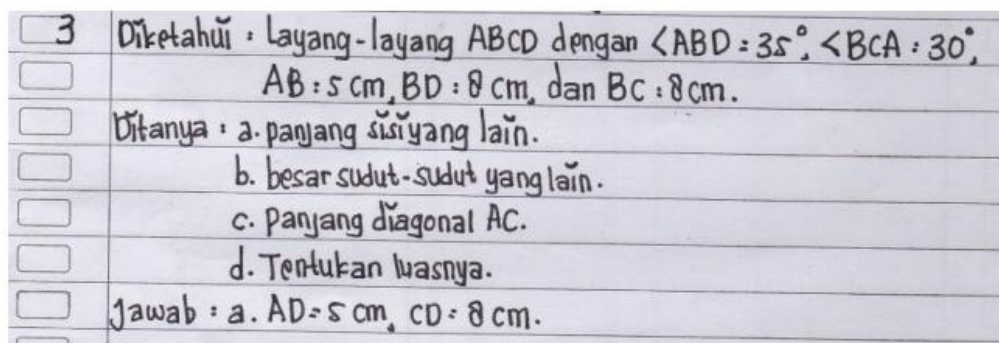 3 Diketahui : Layang-layang ABCD dengan <ABD = 35°, <BCA : 30°,
AB : 5 cm, BD : 8 cm, dan BC : 8 cm.
Ditanya : a. panjang sisi yang lain.
b. besar sudut-sudut yang lain.
c. Panjang diagonal AC.
d. Tentukan luasnya.
Jawab : a. AD = 5 cm, CD = 8 cm.